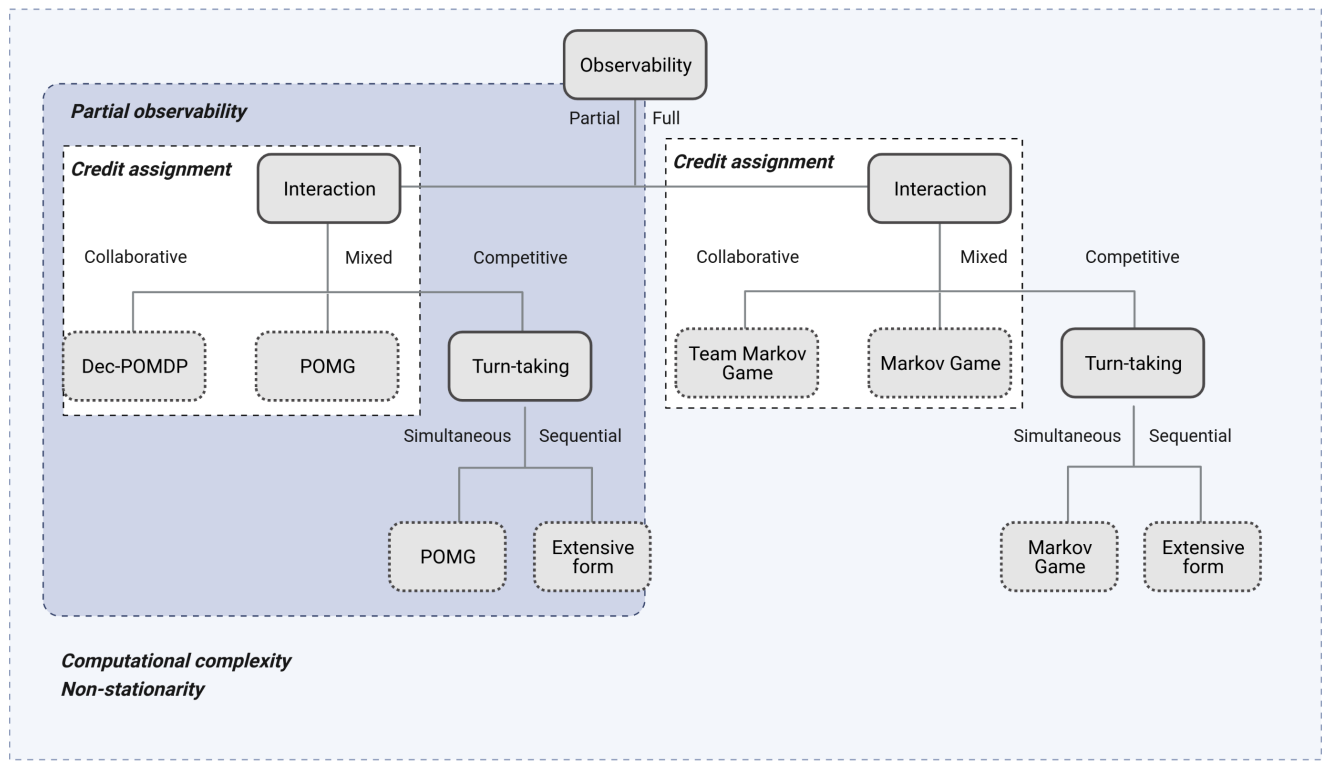 Observability
Partial observability
Partial
Full
Credit assignment
Interaction
Credit assignment
Interaction
Collaborative
Mixed
Competitive
Collaborative
Mixed
Competitive
Dec-POMDP
POMG
Turn-taking
Team Markov
Game
Markov Game
Turn-taking
Simultaneous
Sequential
Simultaneous
Sequential
POMG
Extensive
form
Markov
Game
Extensive
form
Computational complexity
Non-stationarity